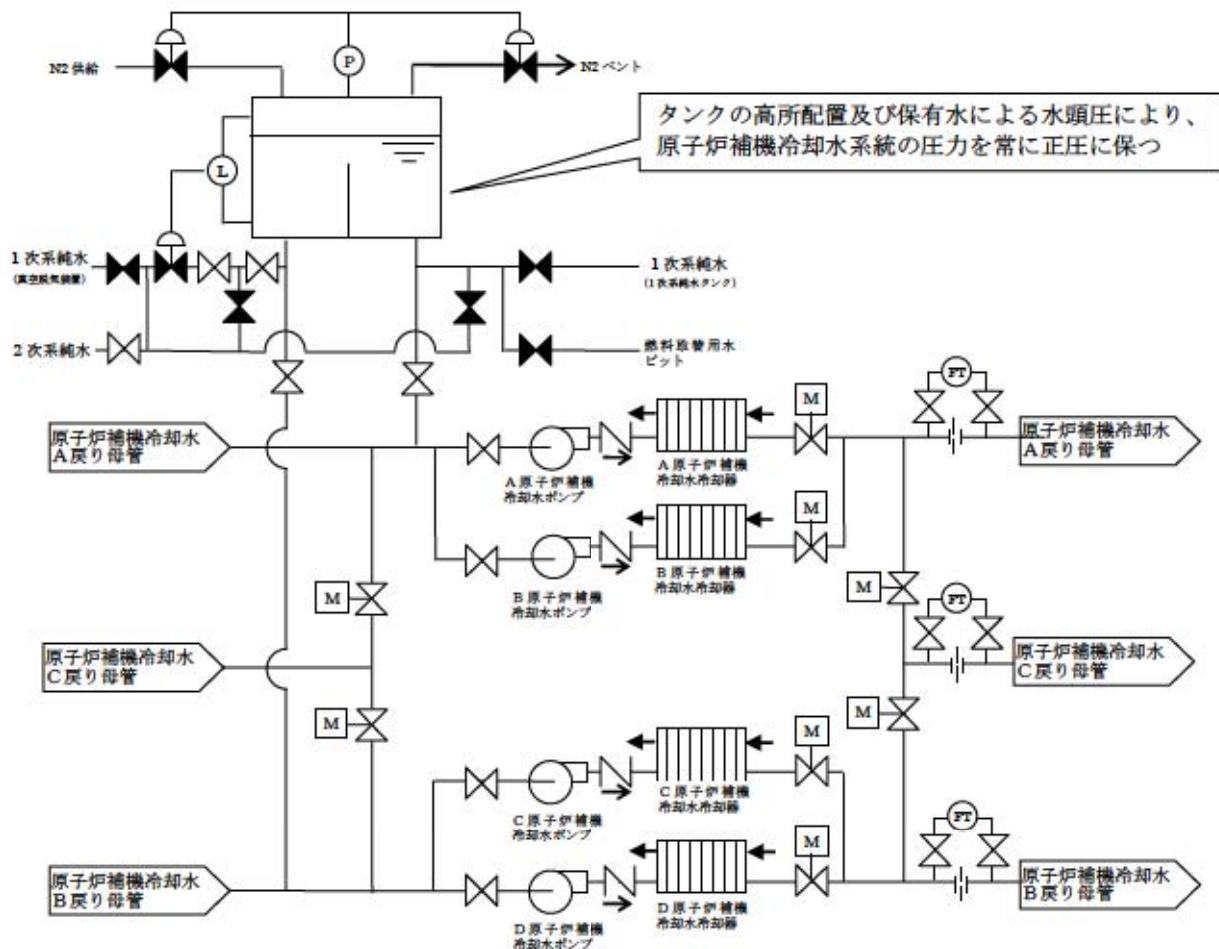 N2供給
P
N2ベント
タンクの高所配置及び保有水による水頭圧により、
原子炉補機冷却水系統の圧力を常に正圧に保つ
L
1次系純水
(真空脱気装置)
1次系純水
(1次系純水タンク)
2次系純水
燃料取替用水
ピット
FT
M
原子炉補機冷却水
A戻り母管
A原子炉補機
冷却水ポンプ
A原子炉補機
冷却水冷却器
原子炉補機冷却水
A戻り母管
M
B原子炉補機
冷却水ポンプ
B原子炉補機
冷却水冷却器
M
M
FT
原子炉補機冷却水
C戻り母管
原子炉補機冷却水
C戻り母管
M
M
M
C原子炉補機
冷却水ポンプ
C原子炉補機
冷却水冷却器
FT
M
原子炉補機冷却水
B戻り母管
D原子炉補機
冷却水ポンプ
D原子炉補機
冷却水冷却器
原子炉補機冷却水
B戻り母管